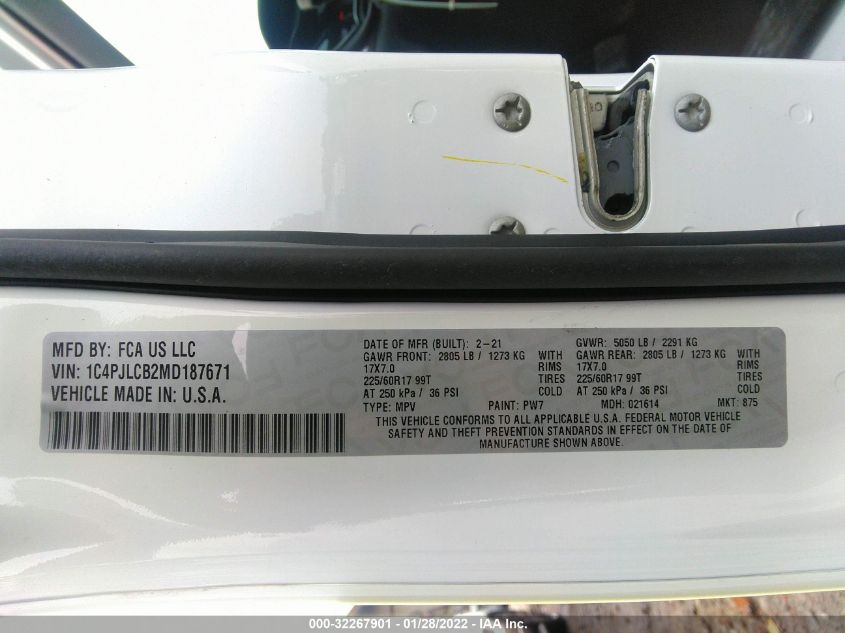 MFD BY: FCA US LLC
VIN: 1C4PJLCB2MD187671
VEHICLE MADE IN: U.S.A.
DATE OF MFR (BUILT): 2-21
GAWR FRONT: 2805 LB / 1273 KG WITH
17X7.0 RIMS
225/60R17 99T TIRES
AT 250 kPa / 36 PSI COLD
GVWR: 5050 LB / 2291 KG
GAWR REAR: 2805 LB / 1273 KG WITH
17X7.0 RIMS
225/60R17 99T TIRES
AT 250 kPa / 36 PSI COLD
TYPE: MPV PAINT: PW7 MDH: 021614 MKT: 875
THIS VEHICLE CONFORMS TO ALL APPLICABLE U.S.A. FEDERAL MOTOR VEHICLE
SAFETY AND THEFT PREVENTION STANDARDS IN EFFECT ON THE DATE OF
MANUFACTURE SHOWN ABOVE.
000-32267901 - 01/28/2022 - IAA Inc.